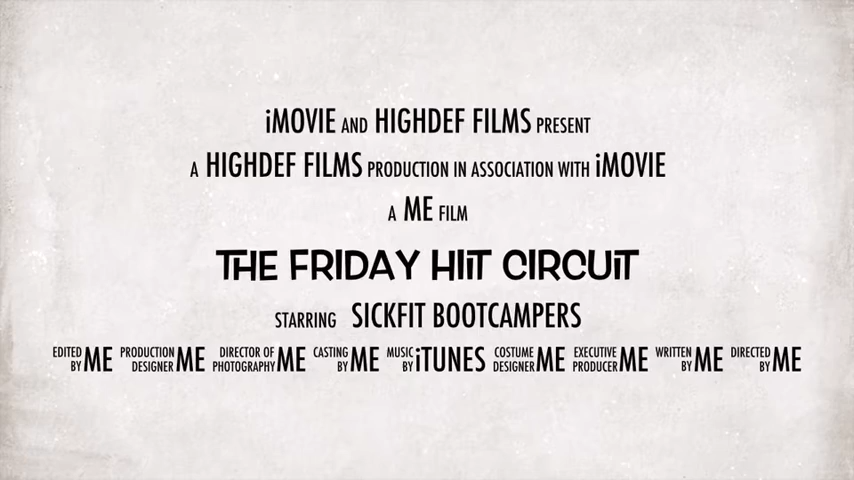 iMOVIE AND HIGHDEF FILMS PRESENT
A HIGHDEF FILMS PRODUCTION IN ASSOCIATION WITH iMOVIE
A ME FILM
THE FRIDAY HIIT CIRCUIT
STARRING SICKFIT BOOTCAMPERS
EDITED BY ME PRODUCTION DESIGNER ME DIRECTOR OF PHOTOGRAPHY ME CASTING BY ME MUSIC BY iTUNES COSTUME DESIGNER ME EXECUTIVE PRODUCER ME WRITTEN BY ME DIRECTED BY ME